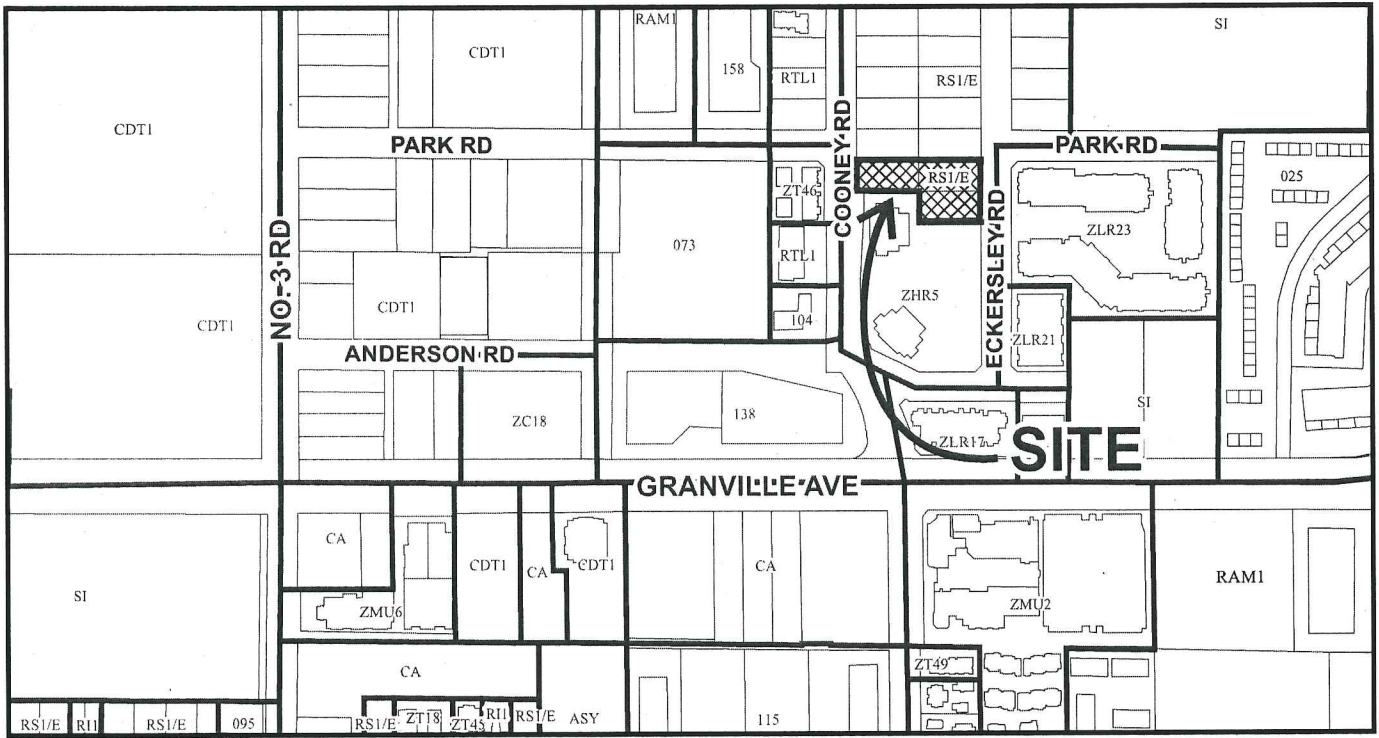 RAM1
SI
CDT1
158
RTL1
RS1/E
CDT1
COONEY RD
PARK RD
PARK RD
025
ZT46
RS1/E
ECKERSLEY RD
ZLR23
NO. 3 RD
073
RTL1
CDT1
CDT1
ZHR5
104
ZLR21
ANDERSON RD
SI
138
ZC18
ZLR17
SITE
GRANVILLE AVE
CA
CDT1
CA
CDT1
CA
RAM1
SI
ZMU6
ZMU2
CA
ZT49
RS1/E
RI1
RS1/E
095
RS1/E
ZT18
ZT45
RI1
RS1/E
ASY
115